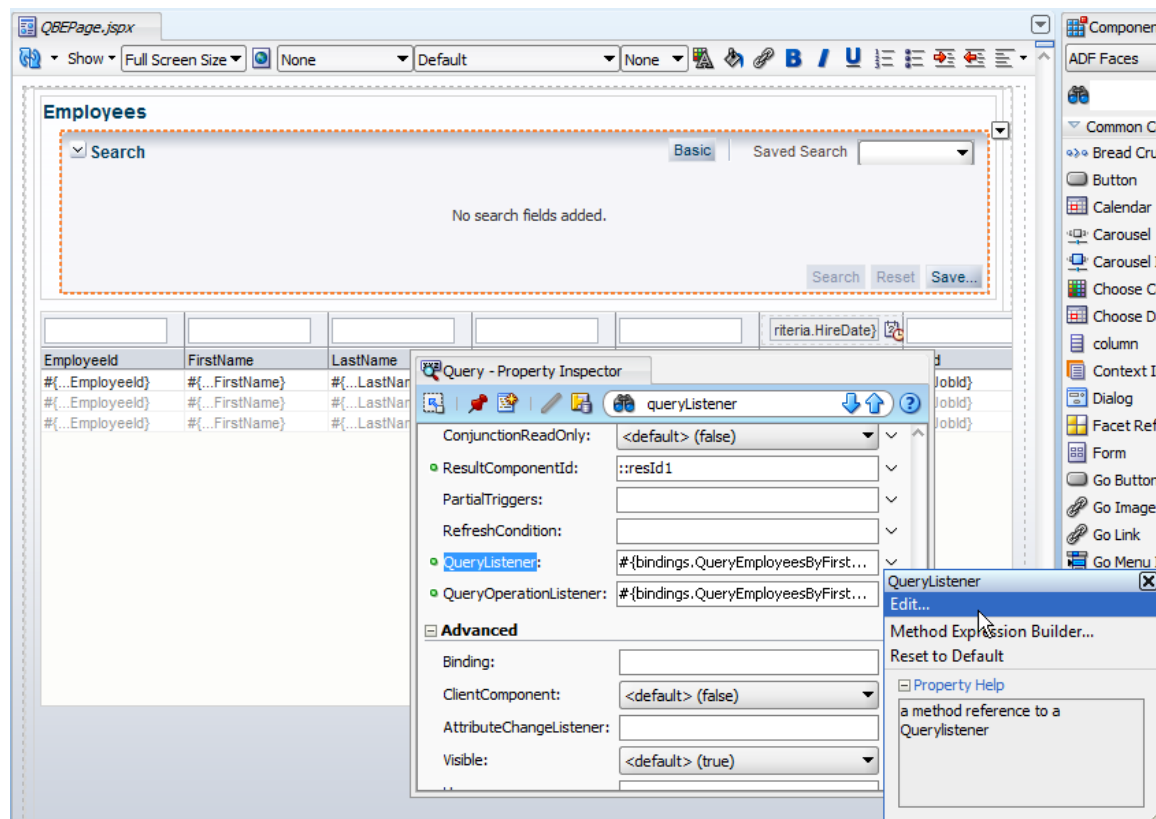 QBEPage.jspx
Show Full Screen Size None Default None B I U
Employees
Search Basic Saved Search
No search fields added.
Search Reset Save...
riteria.HireDate}
EmployeeId FirstName LastName d
#{...EmployeeId} #{...FirstName} #{...LastNam JobId}
#{...EmployeeId} #{...FirstName} #{...LastNar JobId}
#{...EmployeeId} #{...FirstName} #{...LastNar JobId}
Query - Property Inspector
queryListener
ConjunctionReadOnly: <default> (false)
ResultComponentId: ::resId1
PartialTriggers:
RefreshCondition:
QueryListener: #{bindings.QueryEmployeesByFirst...
QueryOperationListener: #{bindings.QueryEmployeesByFirst...
Advanced
Binding:
ClientComponent: <default> (false)
AttributeChangeListener:
Visible: <default> (true)
QueryListener
Edit...
Method Expression Builder...
Reset to Default
Property Help
a method reference to a
Querylistener
Componen
ADF Faces
Common C
Bread Cru
Button
Calendar
Carousel
Carousel
Choose C
Choose D
column
Context I
Dialog
Facet Ref
Form
Go Button
Go Image
Go Link
Go Menu